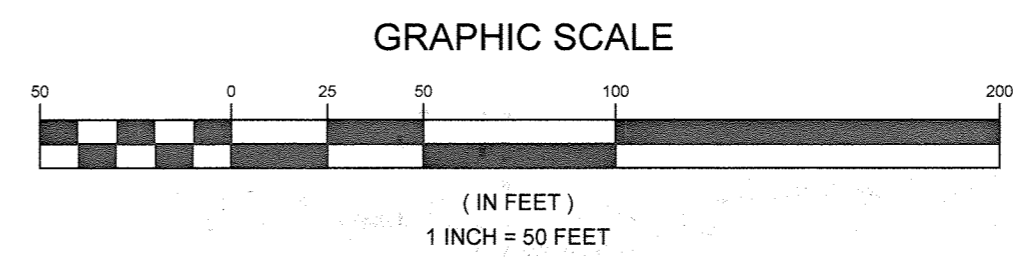 GRAPHIC SCALE
50 0 25 50 100 200
( IN FEET )
1 INCH = 50 FEET